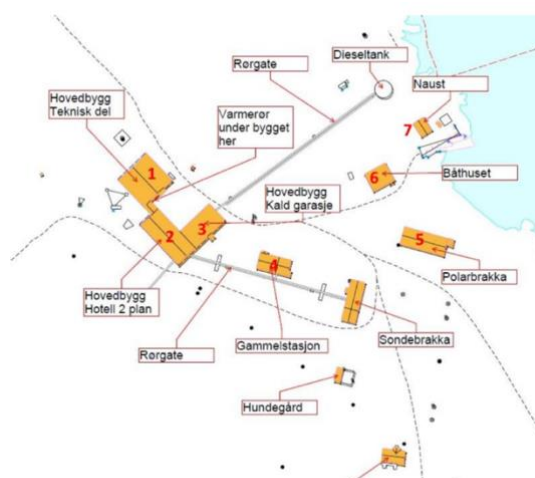 Dieseltank
Rørgate
Naust
Hovedbygg
Teknisk del
Varmerør
under bygget
her
7
1
Båthuset
6
Hovedbygg
Kald garasje
3
2
5
4
Polarbrakka
Hovedbygg
Hotell 2 plan
Rørgate
Gammelstasjon
Sondebrakka
Hundegård